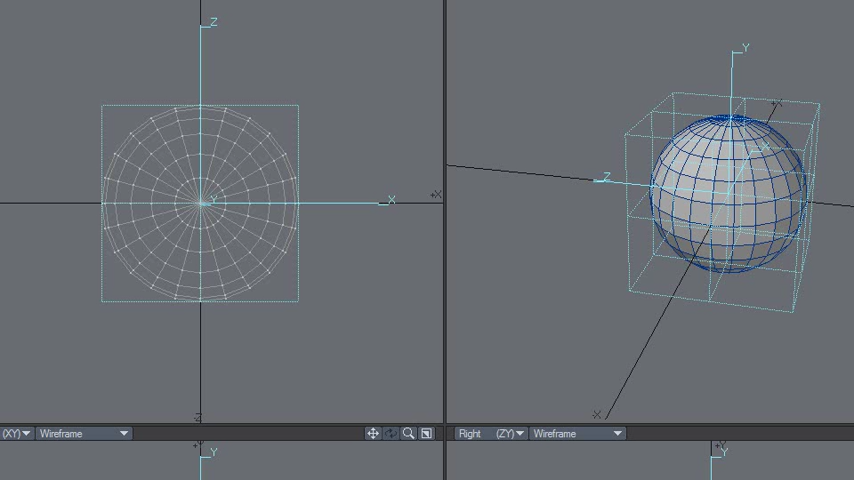 Z
Y
+X
X
Z
Y
X
+X
-X
-Z
(XY) Wireframe
Right (ZY) Wireframe
+Y
Y
+Y
Y